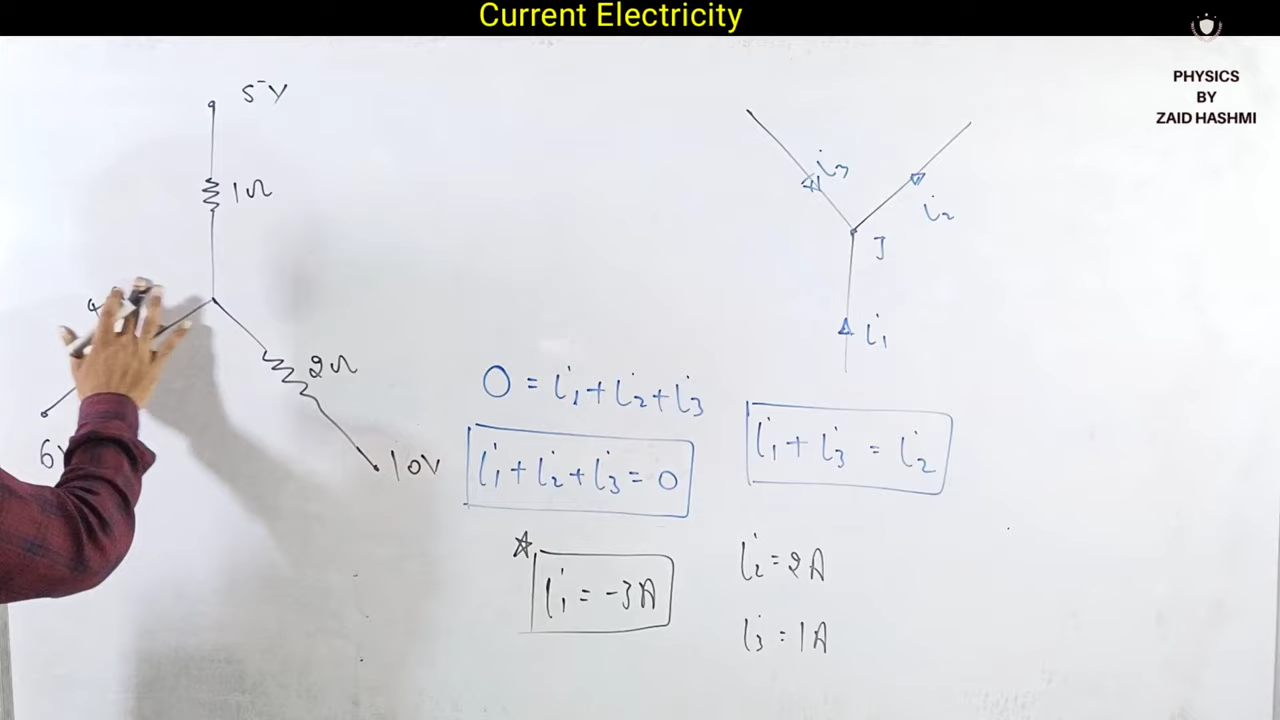 Current Electricity
PHYSICS
BY
ZAID HASHMI
5V
1Ω
2Ω
10V
i₃
i₂
J
i₁
0 = i₁ + i₂ + i₃
i₁ + i₂ + i₃ = 0
i₁ + i₃ = i₂
☆
i₁ = -3A
i₂ = 2A
i₃ = 1A